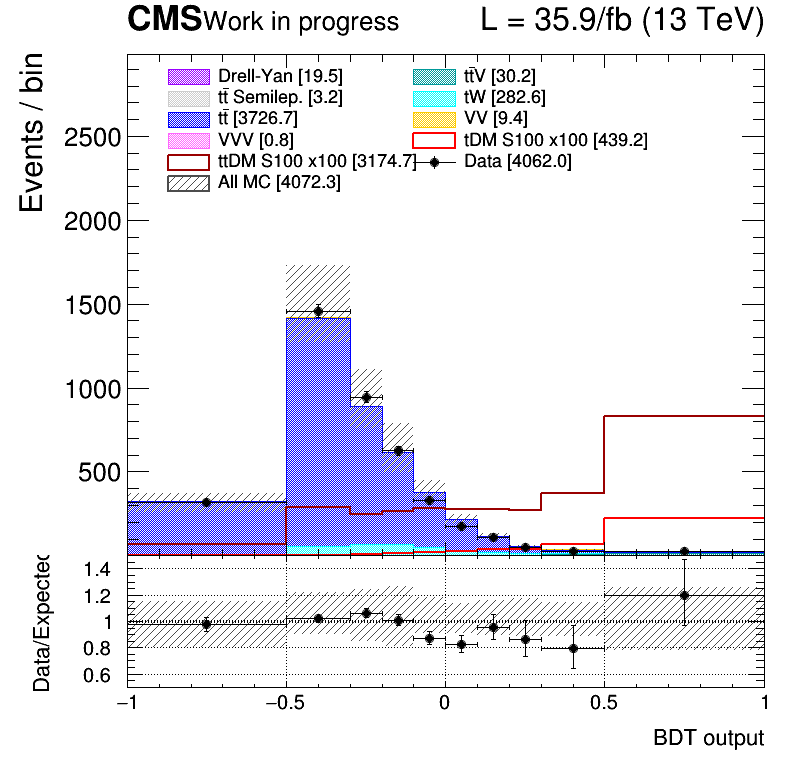 CMS Work in progress L = 35.9/fb (13 TeV)
Events / bin
Drell-Yan [19.5] tt̄V [30.2]
tt̄ Semilep. [3.2] tW [282.6]
tt̄ [3726.7] VV [9.4]
VVV [0.8] tDM S100 x100 [439.2]
ttDM S100 x100 [3174.7] Data [4062.0]
All MC [4072.3]
2500
2000
1500
1000
500
Data/Expected
1.4
1.2
1
0.8
0.6
−1 −0.5 0 0.5 1
BDT output